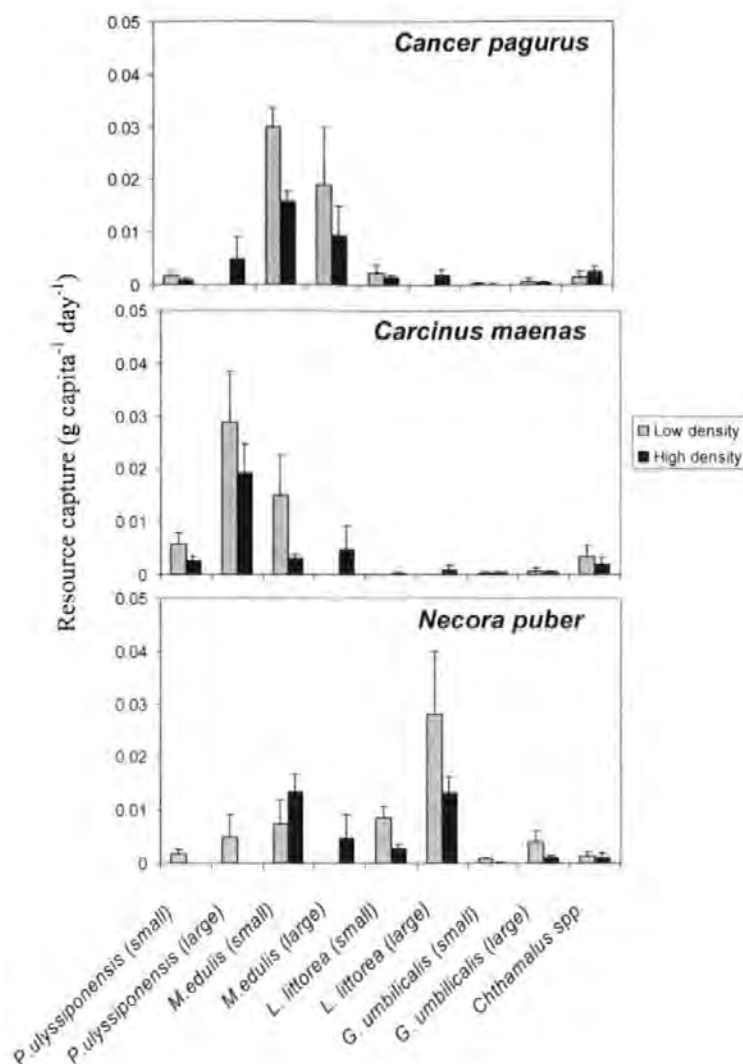 0.05
Cancer pagurus
0.04
0.03
0.02
0.01
0
0.05
Carcinus maenas
0.04
0.03
0.02
0.01
0
0.05
Necora puber
0.04
0.03
0.02
0.01
0
Resource capture (g capita⁻¹ day⁻¹)
Low density
High density
P.ulyssiponensis (small)
P.ulyssiponensis (large)
M.edulis (small)
M.edulis (large)
L. littorea (small)
L. littorea (large)
G. umbilicalis (small)
G. umbilicalis (large)
Chthamalus spp.